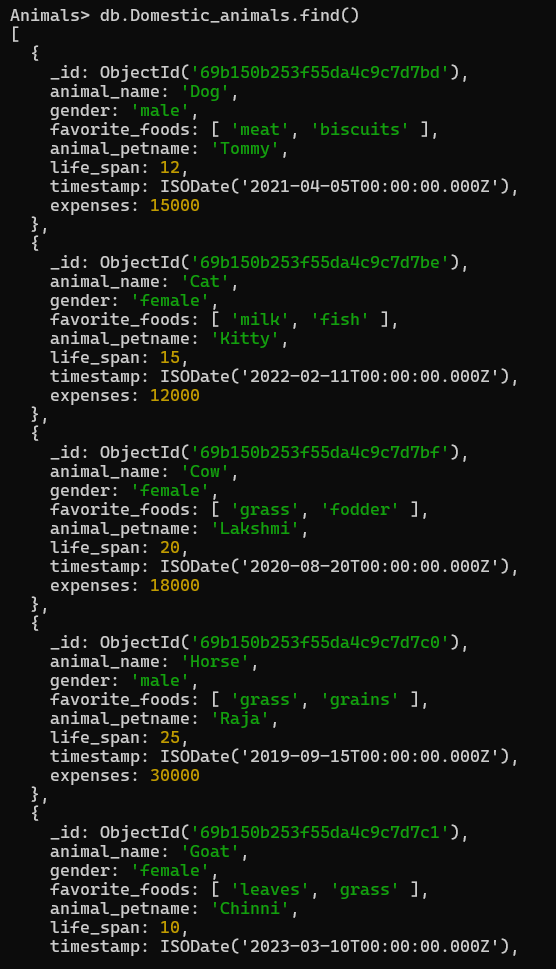 Animals> db.Domestic_animals.find()
[
  {
    _id: ObjectId('69b150b253f55da4c9c7d7bd'),
    animal_name: 'Dog',
    gender: 'male',
    favorite_foods: [ 'meat', 'biscuits' ],
    animal_petname: 'Tommy',
    life_span: 12,
    timestamp: ISODate('2021-04-05T00:00:00.000Z'),
    expenses: 15000
  },
  {
    _id: ObjectId('69b150b253f55da4c9c7d7be'),
    animal_name: 'Cat',
    gender: 'female',
    favorite_foods: [ 'milk', 'fish' ],
    animal_petname: 'Kitty',
    life_span: 15,
    timestamp: ISODate('2022-02-11T00:00:00.000Z'),
    expenses: 12000
  },
  {
    _id: ObjectId('69b150b253f55da4c9c7d7bf'),
    animal_name: 'Cow',
    gender: 'female',
    favorite_foods: [ 'grass', 'fodder' ],
    animal_petname: 'Lakshmi',
    life_span: 20,
    timestamp: ISODate('2020-08-20T00:00:00.000Z'),
    expenses: 18000
  },
  {
    _id: ObjectId('69b150b253f55da4c9c7d7c0'),
    animal_name: 'Horse',
    gender: 'male',
    favorite_foods: [ 'grass', 'grains' ],
    animal_petname: 'Raja',
    life_span: 25,
    timestamp: ISODate('2019-09-15T00:00:00.000Z'),
    expenses: 30000
  },
  {
    _id: ObjectId('69b150b253f55da4c9c7d7c1'),
    animal_name: 'Goat',
    gender: 'female',
    favorite_foods: [ 'leaves', 'grass' ],
    animal_petname: 'Chinni',
    life_span: 10,
    timestamp: ISODate('2023-03-10T00:00:00.000Z'),